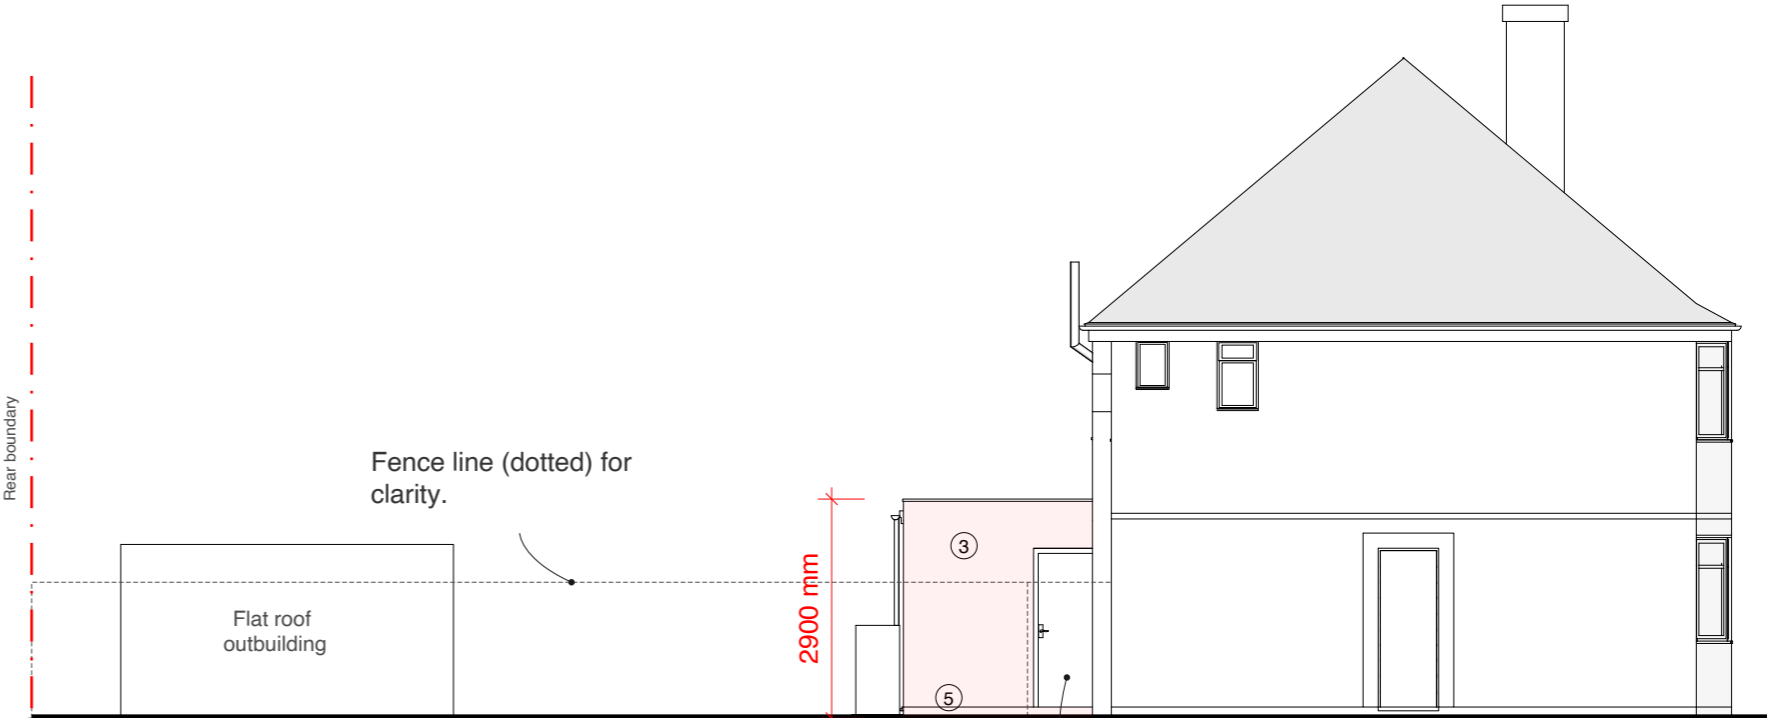 Rear boundary
Fence line (dotted) for
clarity.
Flat roof
outbuilding
2900 mm
3
5